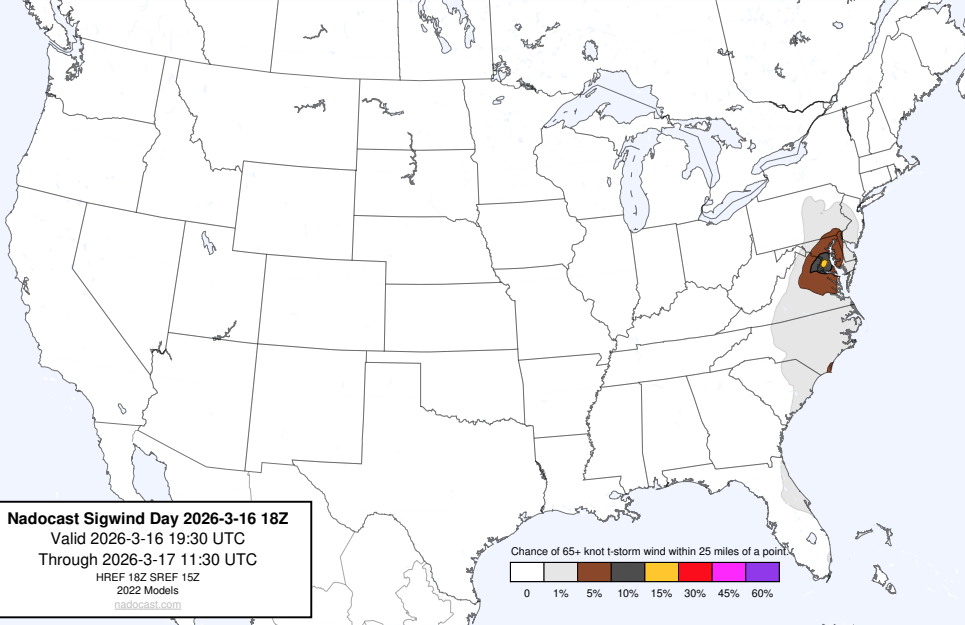 Nadocast Sigwind Day 2026-3-16 18Z
Valid 2026-3-16 19:30 UTC
Through 2026-3-17 11:30 UTC
HREF 18Z SREF 15Z
2022 Models
nadocast.com
Chance of 65+ knot t-storm wind within 25 miles of a point.
0 1% 5% 10% 15% 30% 45% 60%